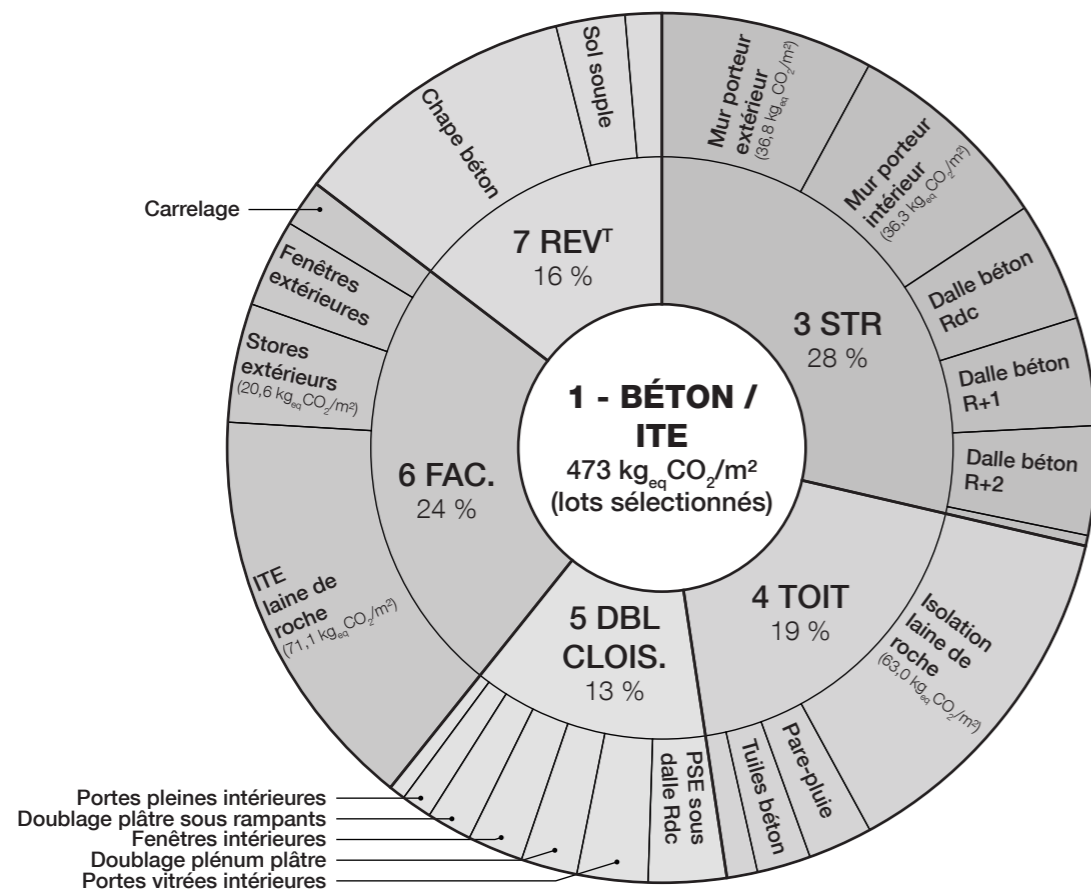 1 - BÉTON /
ITE
473 kgeqCO₂/m²
(lots sélectionnés)
3 STR
28 %
Mur porteur
extérieur
(36,8 kgeqCO₂/m²)
Mur porteur
intérieur
(36,3 kgeqCO₂/m²)
Dalle béton
Rdc
Dalle béton
R+1
Dalle béton
R+2
4 TOIT
19 %
Isolation
laine de
roche
(63,0 kgeqCO₂/m²)
Pare-pluie
Tuiles béton
5 DBL
CLOIS.
13 %
PSE sous
dalle Rdc
Portes pleines intérieures
Doublage plâtre sous rampants
Fenêtres intérieures
Doublage plénum plâtre
Portes vitrées intérieures
6 FAC.
24 %
ITE
laine de
roche
(71,1 kgeqCO₂/m²)
Stores
extérieurs
(20,6 kgeqCO₂/m²)
Fenêtres
extérieures
Carrelage
7 REVᵀ
16 %
Chape béton
Sol souple